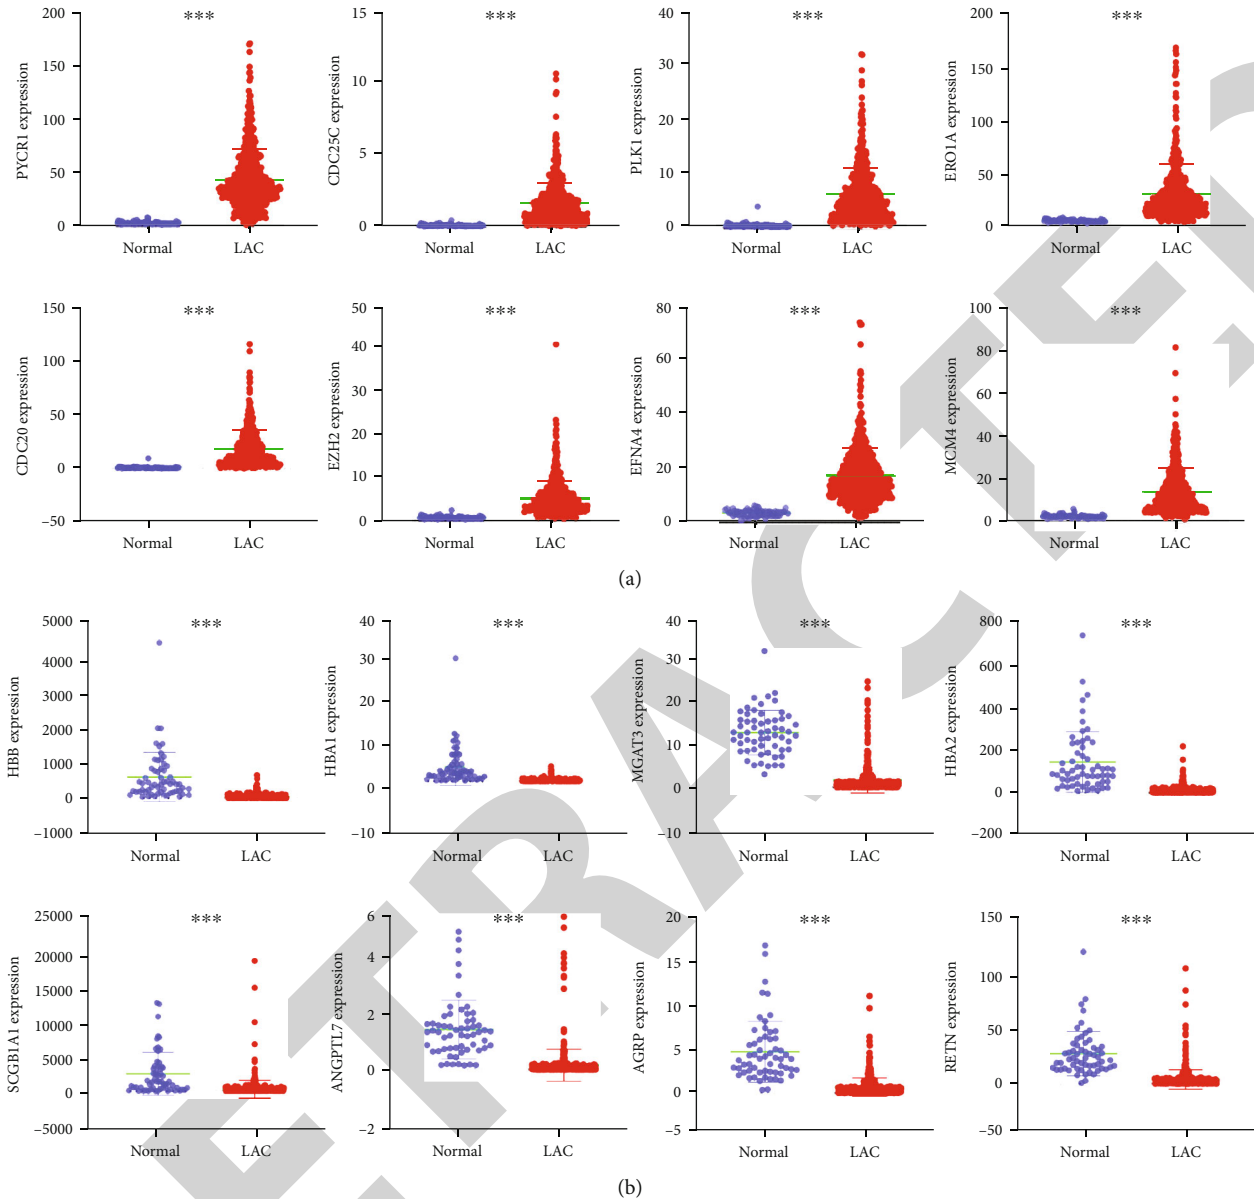 PYCR1 expression
200
150
100
50
0
***
Normal
LAC
CDC25C expression
15
10
5
0
***
Normal
LAC
PLK1 expression
40
30
20
10
0
***
Normal
LAC
ERO1A expression
200
150
100
50
0
***
Normal
LAC
CDC20 expression
150
100
50
0
–50
***
Normal
LAC
EZH2 expression
50
40
30
20
10
0
***
Normal
LAC
EFNA4 expression
80
60
40
20
0
***
Normal
LAC
MCM4 expression
100
80
60
40
20
0
***
Normal
LAC
(a)
HBB expression
5000
4000
3000
2000
1000
0
–1000
***
Normal
LAC
HBA1 expression
40
30
20
10
0
–10
***
Normal
LAC
MGAT3 expression
40
30
20
10
0
–10
***
Normal
LAC
HBA2 expression
800
600
400
200
0
–200
***
Normal
LAC
SCGB1A1 expression
25000
20000
15000
10000
5000
0
–5000
***
Normal
LAC
ANGPTL7 expression
6
4
2
0
–2
***
Normal
LAC
AGRP expression
20
15
10
5
0
–5
***
Normal
LAC
RETN expression
150
100
50
0
–50
***
Normal
LAC
(b)